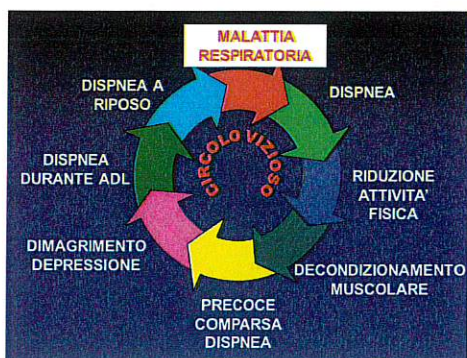 MALATTIA
RESPIRATORIA
DISPNEA
RIDUZIONE
ATTIVITA'
FISICA
DECONDIZIONAMENTO
MUSCOLARE
PRECOCE
COMPARSA
DISPNEA
DIMAGRIMENTO
DEPRESSIONE
DISPNEA
DURANTE ADL
DISPNEA A
RIPOSO
CIRCOLO VIZIOSO